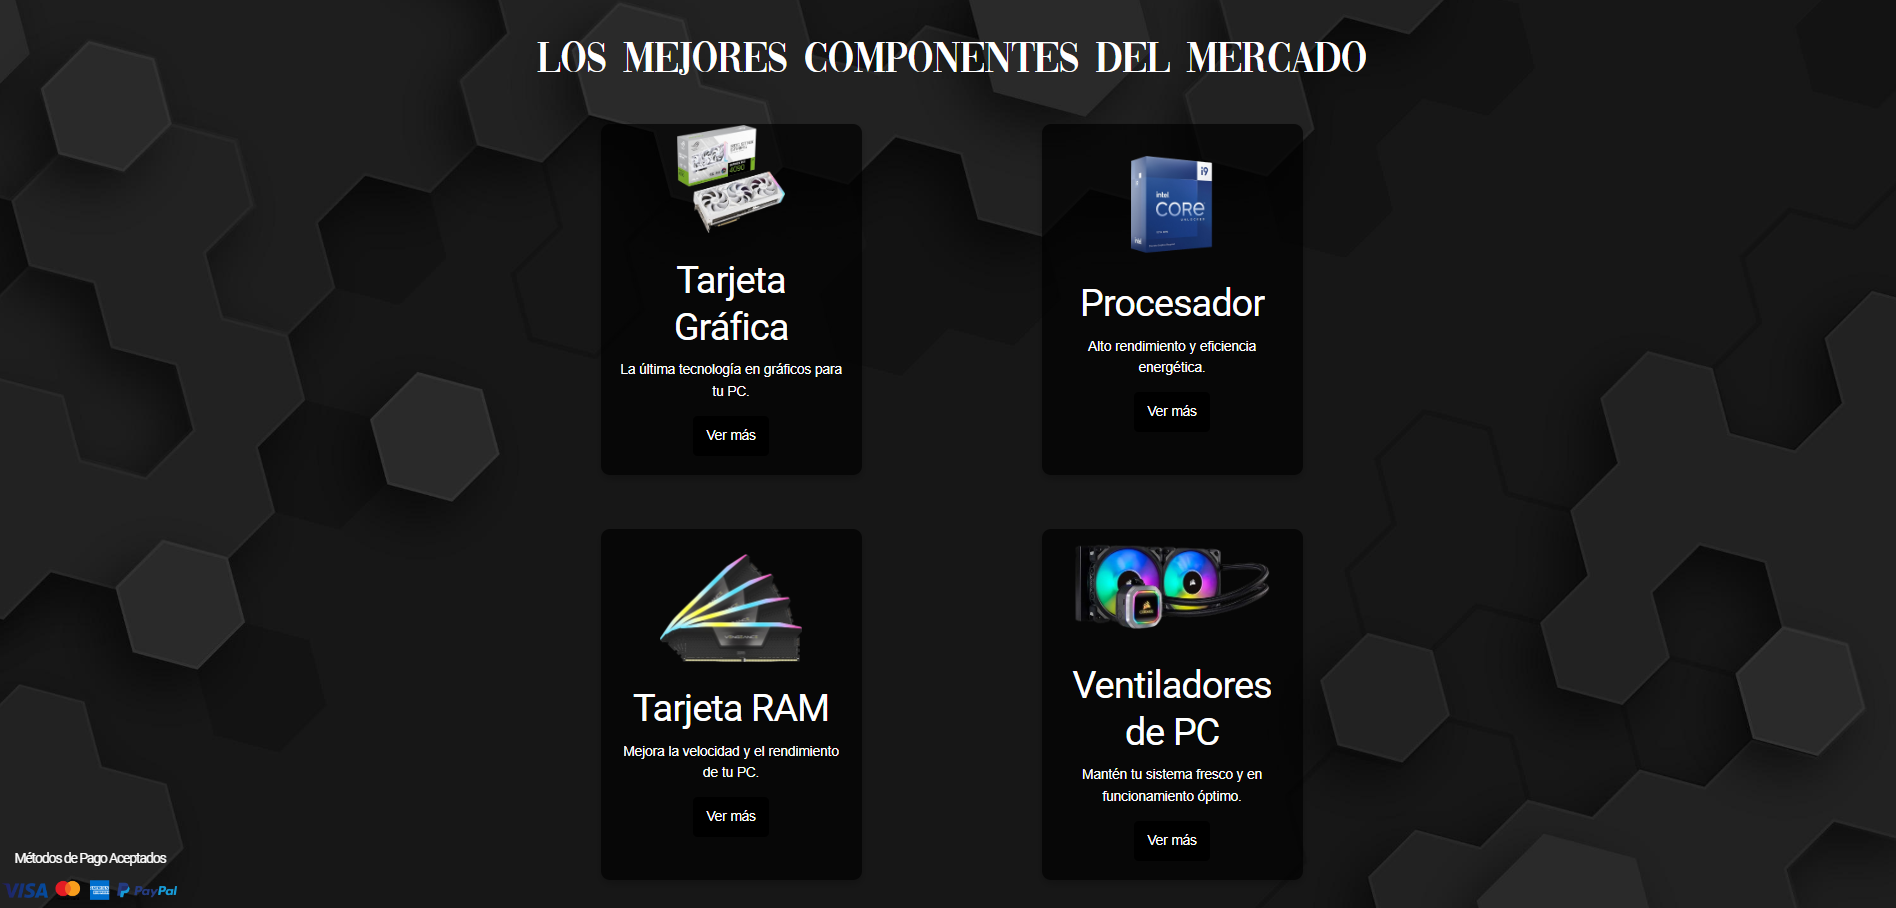 LOS MEJORES COMPONENTES DEL MERCADO
4090
Tarjeta
Gráfica
La última tecnología en gráficos para
tu PC.
Ver más
i9
intel
CORE
intel
Procesador
Alto rendimiento y eficiencia
energética.
Ver más
VENGEANCE
Tarjeta RAM
Mejora la velocidad y el rendimiento
de tu PC.
Ver más
Ventiladores
de PC
Mantén tu sistema fresco y en
funcionamiento óptimo.
Ver más
Métodos de Pago Aceptados
VISA
PayPal